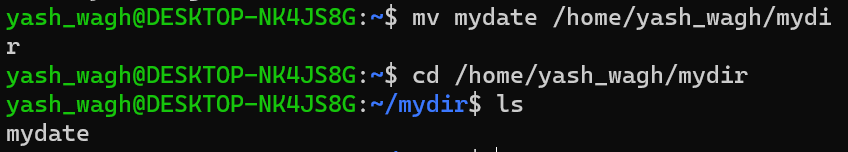 yash_wagh@DESKTOP-NK4JS8G:~$ mv mydate /home/yash_wagh/mydi
r
yash_wagh@DESKTOP-NK4JS8G:~$ cd /home/yash_wagh/mydir
yash_wagh@DESKTOP-NK4JS8G:~/mydir$ ls
mydate